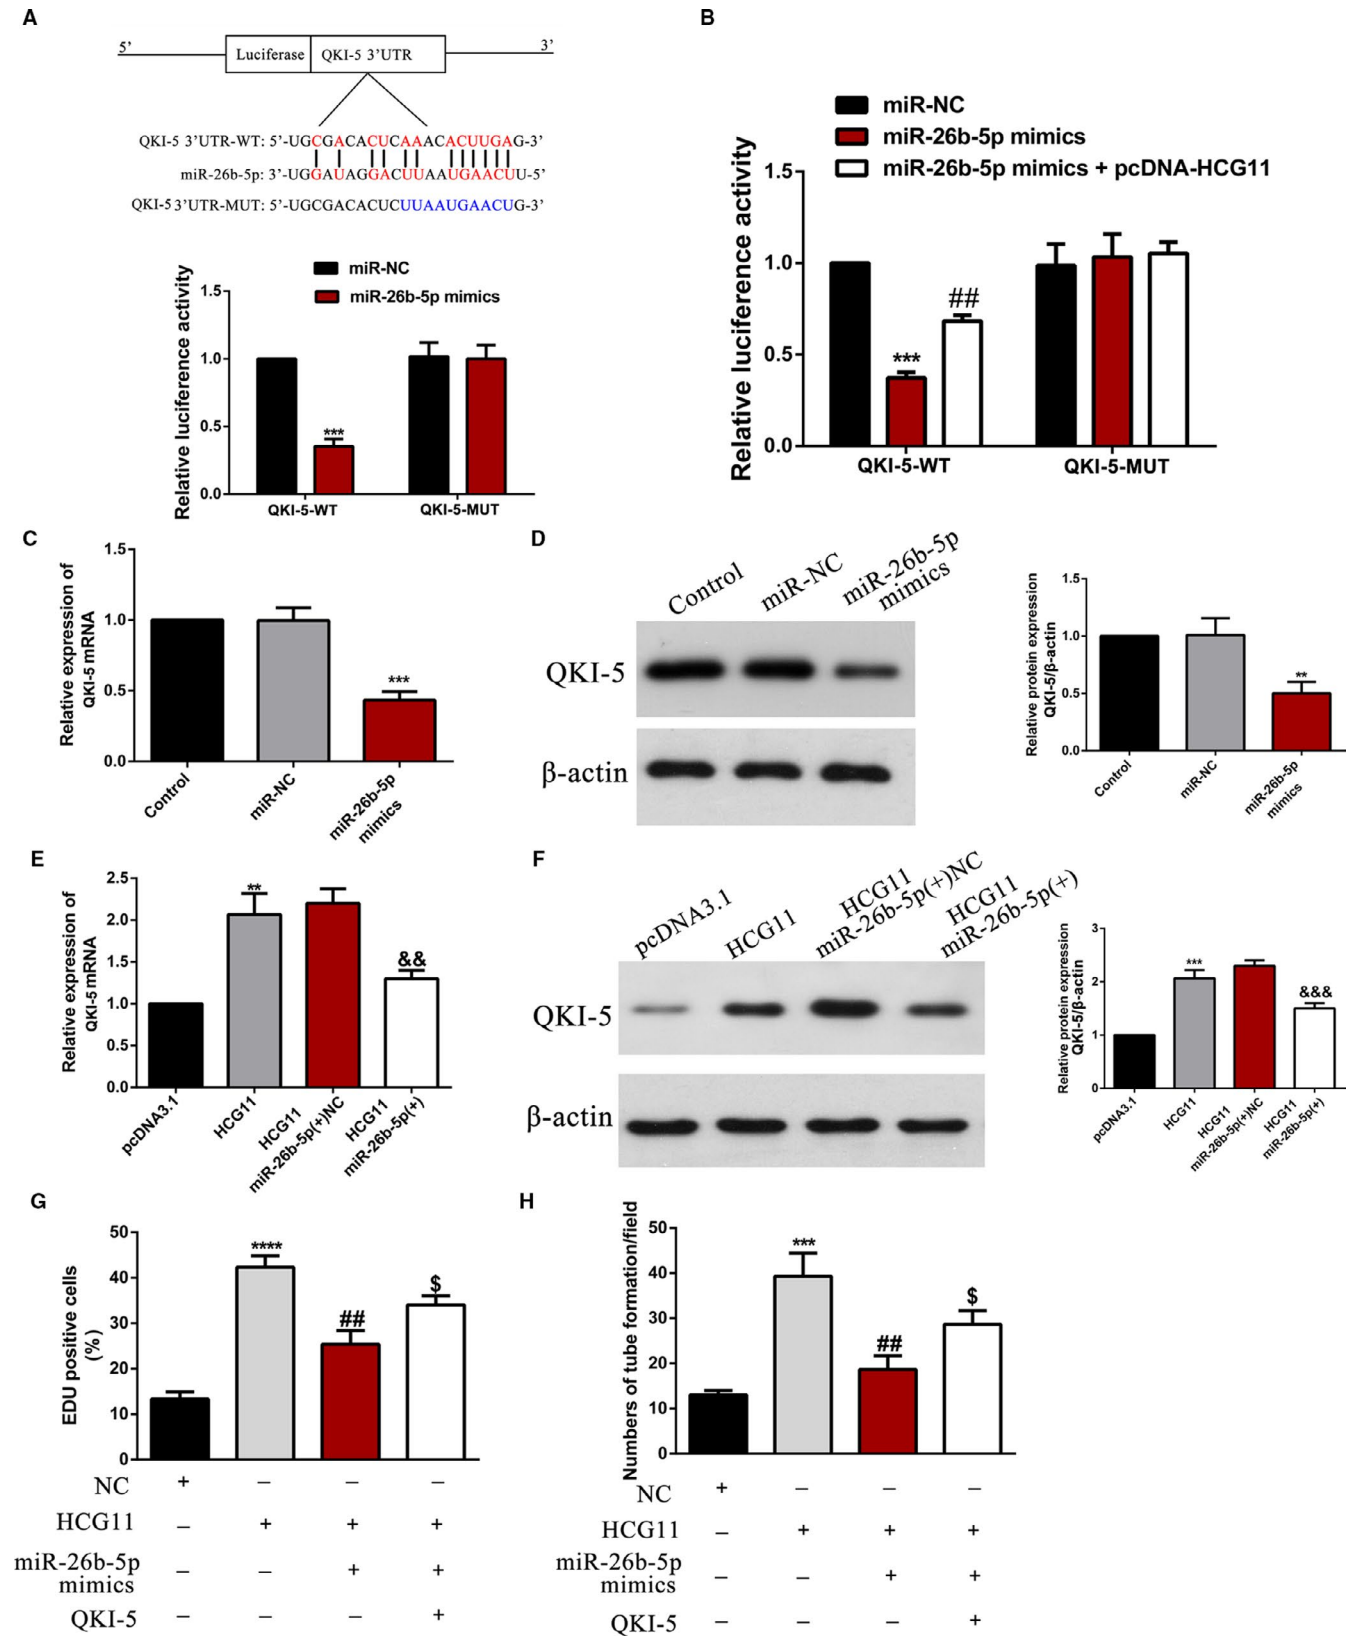 A
5’ 3’
Luciferase QKI-5 3’UTR
QKI-5 3’UTR-WT: 5’-UGCGACACUCAAACACUUGAG-3’
miR-26b-5p: 3’-UGGAUAGGACUUAAUGAACUU-5’
QKI-5 3’UTR-MUT: 5’-UGCGACACUCUUAAUGAACUG-3’
miR-NC
miR-26b-5p mimics
Relative luciference activity
1.5
1.0
0.5
0.0
***
QKI-5-WT QKI-5-MUT
B
miR-NC
miR-26b-5p mimics
miR-26b-5p mimics + pcDNA-HCG11
Relative luciference activity
1.5
1.0
0.5
0.0
***
##
QKI-5-WT QKI-5-MUT
C
Relative expression of
QKI-5 mRNA
1.5
1.0
0.5
0.0
***
Control
miR-NC
miR-26b-5p
mimics
D
Control
miR-NC
miR-26b-5p
mimics
QKI-5
β-actin
Relative protein expression
QKI-5/β-actin
1.5
1.0
0.5
0.0
**
Control
miR-NC
miR-26b-5p
mimics
E
Relative expression of
QKI-5 mRNA
2.5
2.0
1.5
1.0
0.5
0.0
**
&&
pcDNA3.1
HCG11
HCG11
miR-26b-5p(+)NC
HCG11
miR-26b-5p(+)
F
pcDNA3.1
HCG11
HCG11
miR-26b-5p(+)NC
HCG11
miR-26b-5p(+)
QKI-5
β-actin
Relative protein expression
QKI-5/β-actin
3
2
1
0
***
&&&
pcDNA3.1
HCG11
HCG11
miR-26b-5p(+)NC
HCG11
miR-26b-5p(+)
G
EDU positive cells
(%)
50
40
30
20
10
0
****
##
$
NC + – – –
HCG11 – + + +
miR-26b-5p
mimics – – + +
QKI-5 – – – +
H
Numbers of tube formation/field
50
40
30
20
10
0
***
##
$
NC + – – –
HCG11 – + + +
miR-26b-5p
mimics – – + +
QKI-5 – – – +